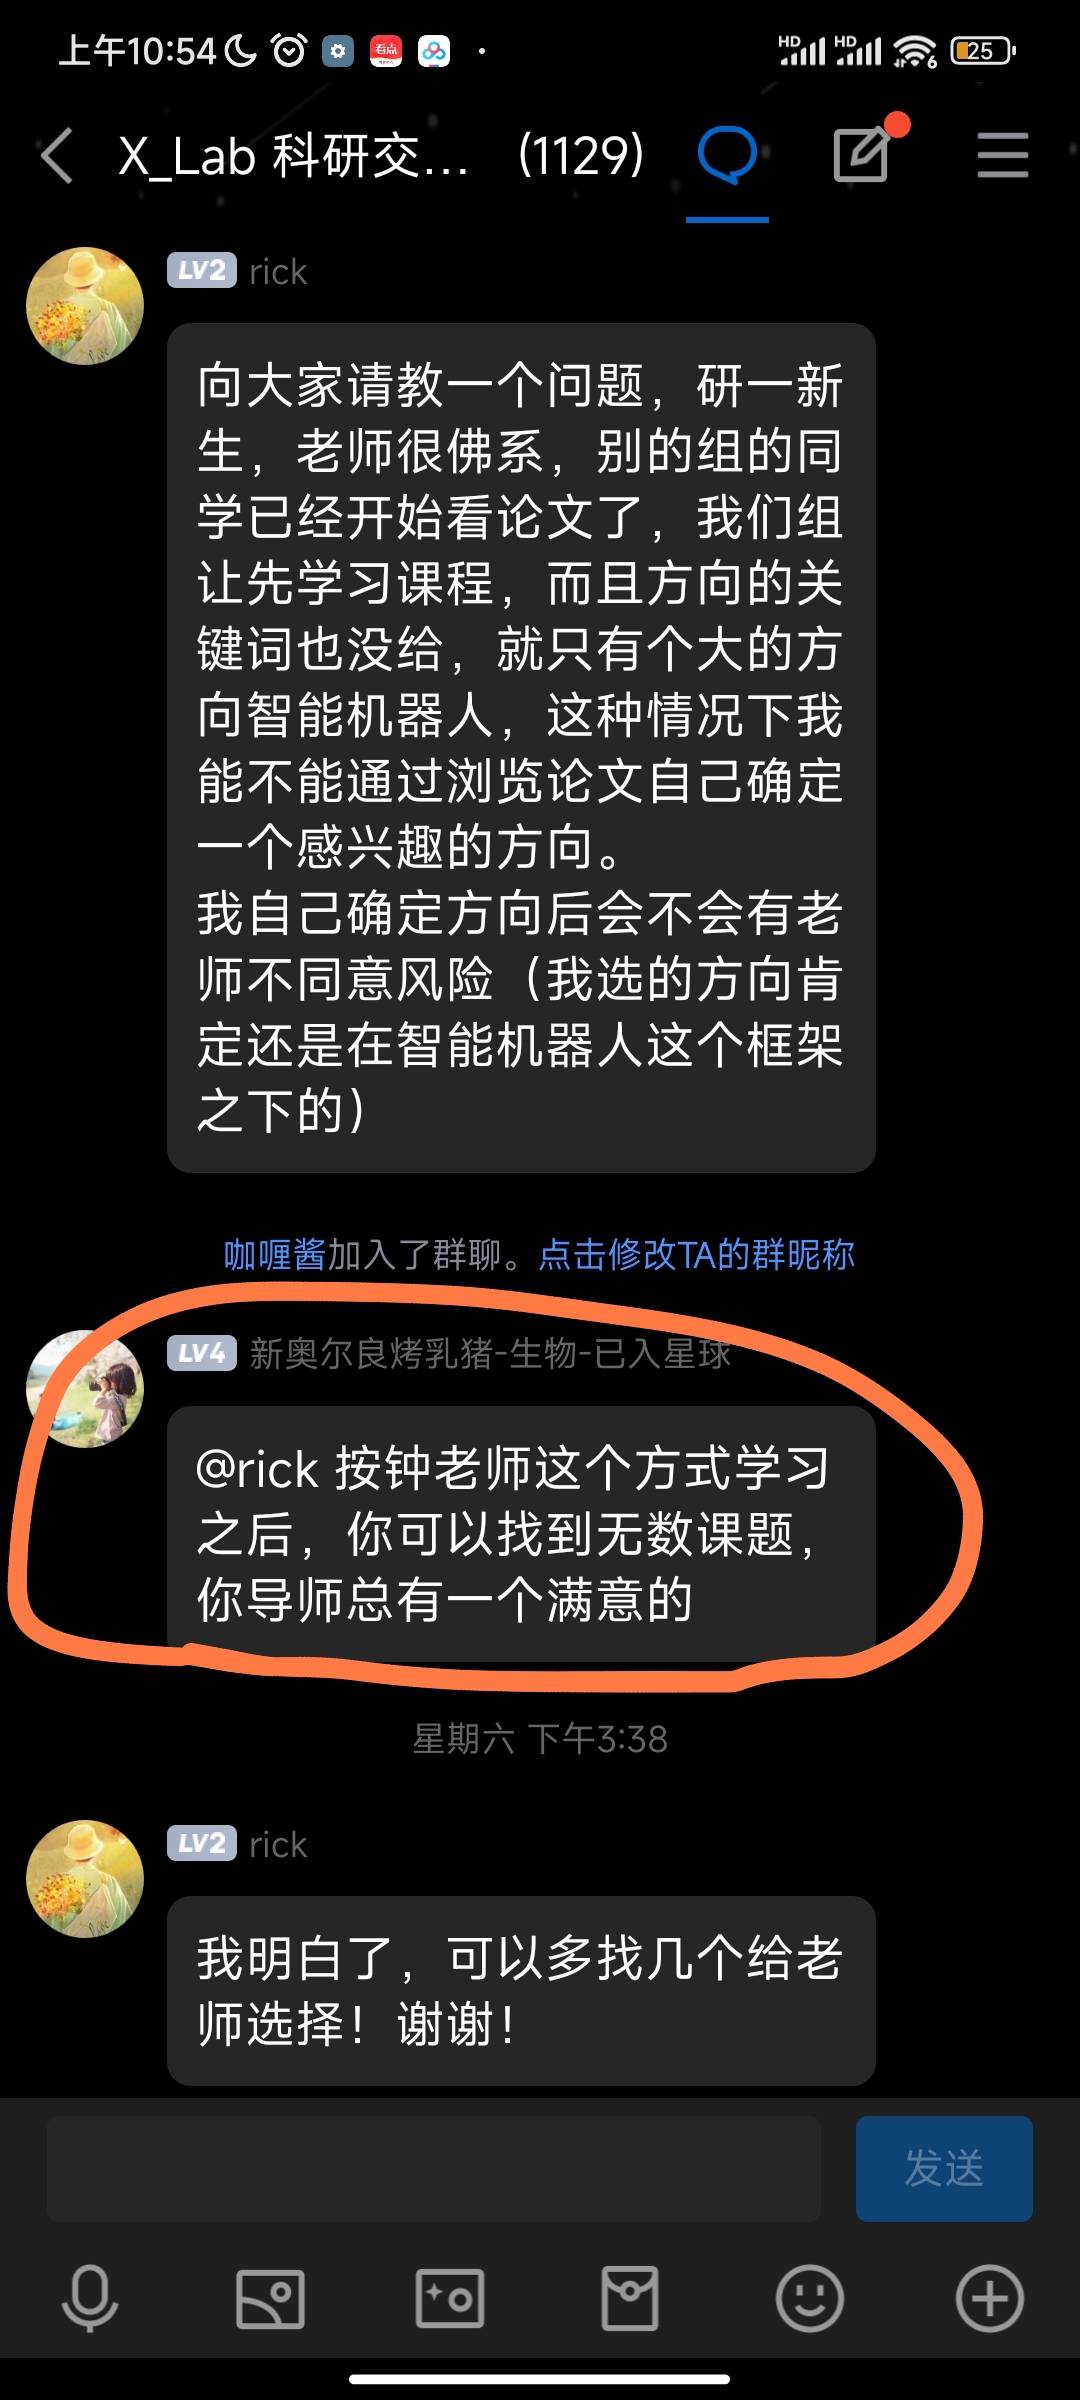 上午10:54
看点
HD HD 6 25
X_Lab 科研交... (1129)
LV2 rick
向大家请教一个问题，研一新
生，老师很佛系，别的组的同
学已经开始看论文了，我们组
让先学习课程，而且方向的关
键词也没给，就只有个大的方
向智能机器人，这种情况下我
能不能通过浏览论文自己确定
一个感兴趣的方向。
我自己确定方向后会不会有老
师不同意风险（我选的方向肯
定还是在智能机器人这个框架
之下的）
咖喱酱加入了群聊。点击修改TA的群昵称
LV4 新奥尔良烤乳猪-生物-已入星球
@rick 按钟老师这个方式学习
之后，你可以找到无数课题，
你导师总有一个满意的
星期六 下午3:38
LV2 rick
我明白了，可以多找几个给老
师选择！谢谢！
发送